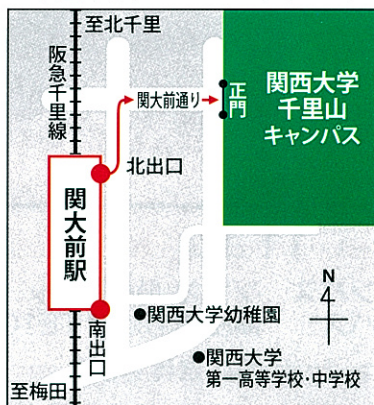 至北千里
阪急千里線
関大前通り
正門
関西大学
千里山
キャンパス
北出口
関大前駅
南出口
N
関西大学幼稚園
関西大学
第一高等学校・中学校
至梅田